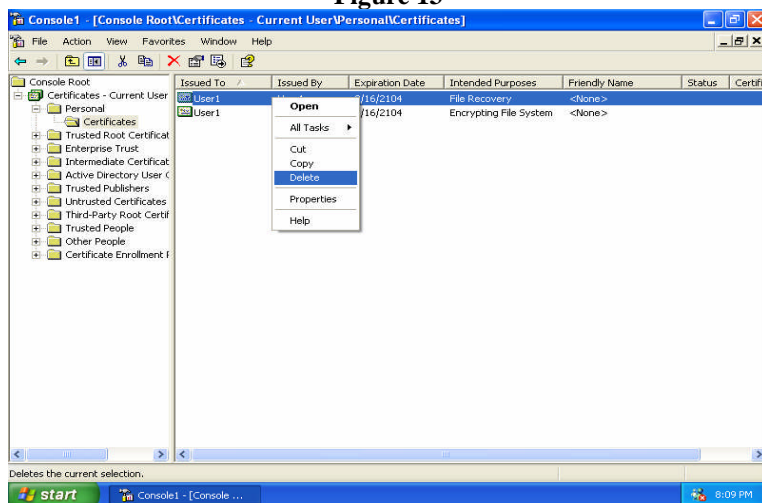 Figure 15
Console1 - [Console Root\Certificates - Current User\Personal\Certificates]
File Action View Favorites Window Help
Console Root
Certificates - Current User
Personal
Certificates
Trusted Root Certificat
Enterprise Trust
Intermediate Certificat
Active Directory User
Trusted Publishers
Untrusted Certificates
Third-Party Root Certif
Trusted People
Other People
Certificate Enrollment
Issued To Issued By Expiration Date Intended Purposes Friendly Name Status Certifi
User1 /16/2104 File Recovery <None>
User1 /16/2104 Encrypting File System <None>
Open
All Tasks
Cut
Copy
Delete
Properties
Help
Deletes the current selection.
start Console1 - [Console ... 8:09 PM